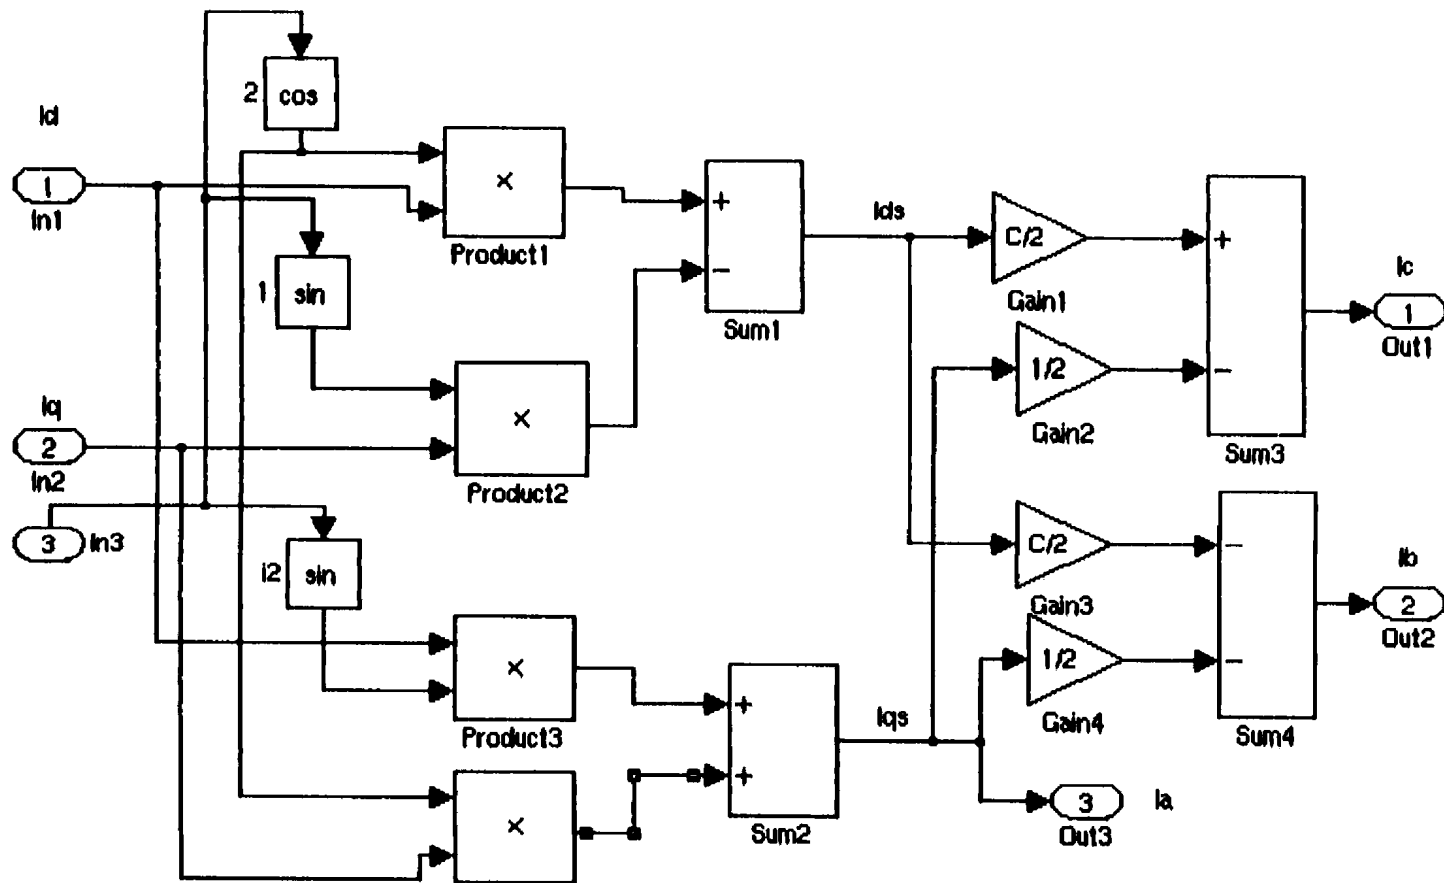 Id
1
In1
2
cos
1
sin
×
Product1
×
Product2
Iq
2
In2
3
In3
i2
sin
×
Product3
×
+
−
Sum1
+
+
Sum2
Ids
Iqs
C/2
Gain1
1/2
Gain2
C/2
Gain3
1/2
Gain4
+
−
Sum3
−
−
Sum4
Ic
1
Out1
Ib
2
Out2
3
Out3
Ia